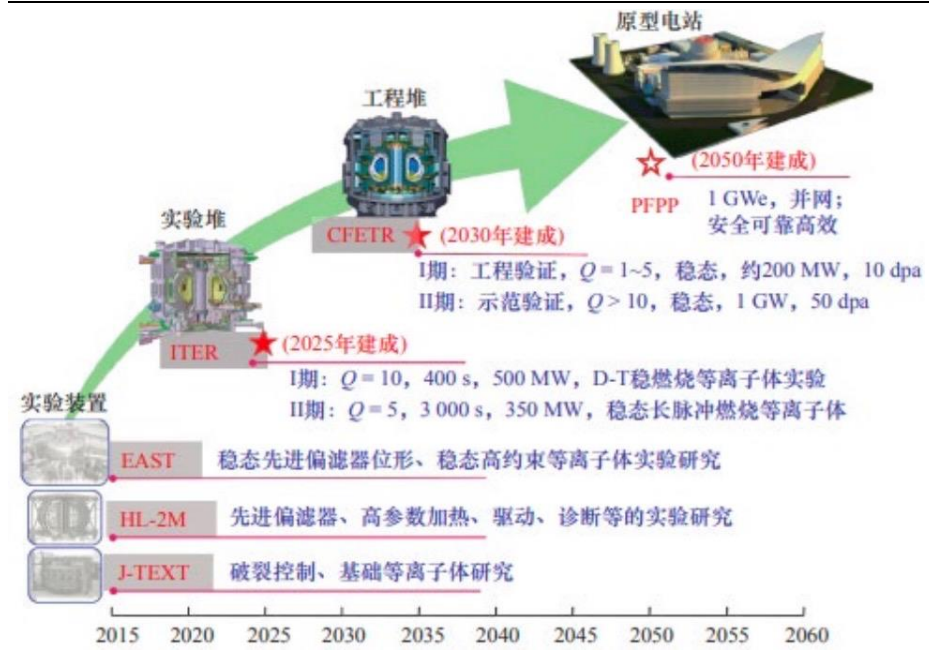 原型电站
工程堆
(2050年建成)
PFPP
1 GWe，并网；
安全可靠高效
实验堆
CFETR
(2030年建成)
I期：工程验证，Q = 1~5，稳态，约200 MW，10 dpa
II期：示范验证，Q > 10，稳态，1 GW，50 dpa
ITER
(2025年建成)
I期：Q = 10，400 s，500 MW，D-T稳燃烧等离子体实验
II期：Q = 5，3 000 s，350 MW，稳态长脉冲燃烧等离子体
实验装置
EAST
稳态先进偏滤器位形、稳态高约束等离子体实验研究
HL-2M
先进偏滤器、高参数加热、驱动、诊断等的实验研究
J-TEXT
破裂控制、基础等离子体研究
2015 2020 2025 2030 2035 2040 2045 2050 2055 2060